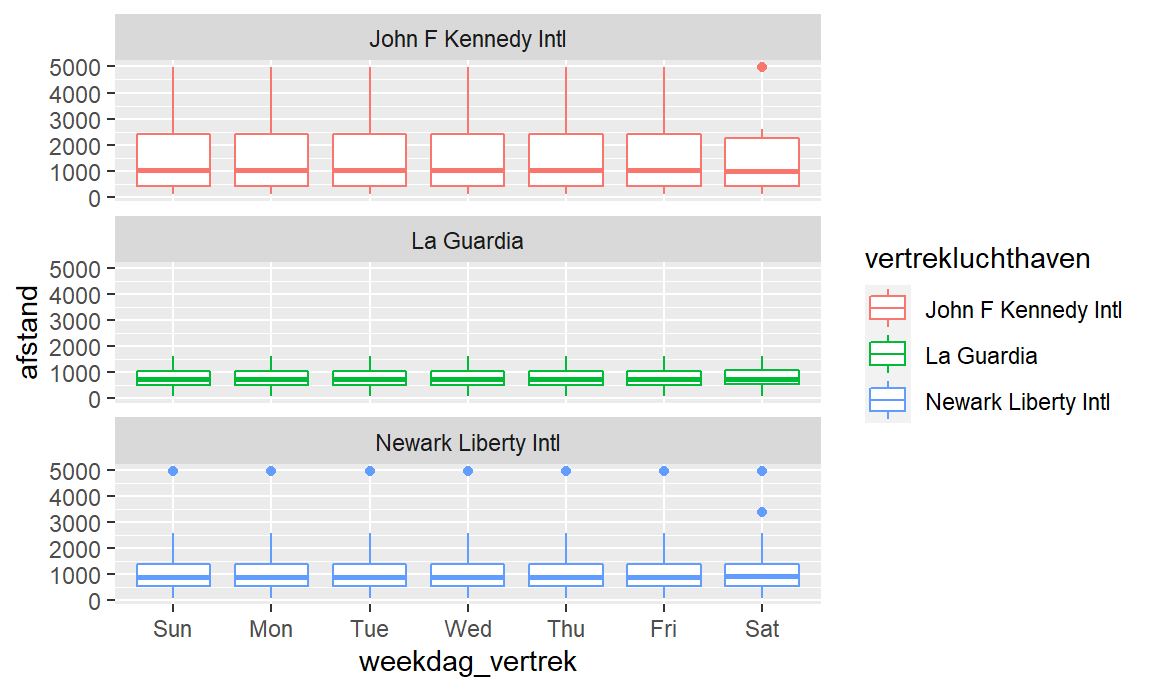 John F Kennedy Intl
5000
4000
3000
2000
1000
0
La Guardia
5000
4000
3000
2000
1000
0
Newark Liberty Intl
5000
4000
3000
2000
1000
0
afstand
Sun Mon Tue Wed Thu Fri Sat
weekdag_vertrek
vertrekluchthaven
John F Kennedy Intl
La Guardia
Newark Liberty Intl